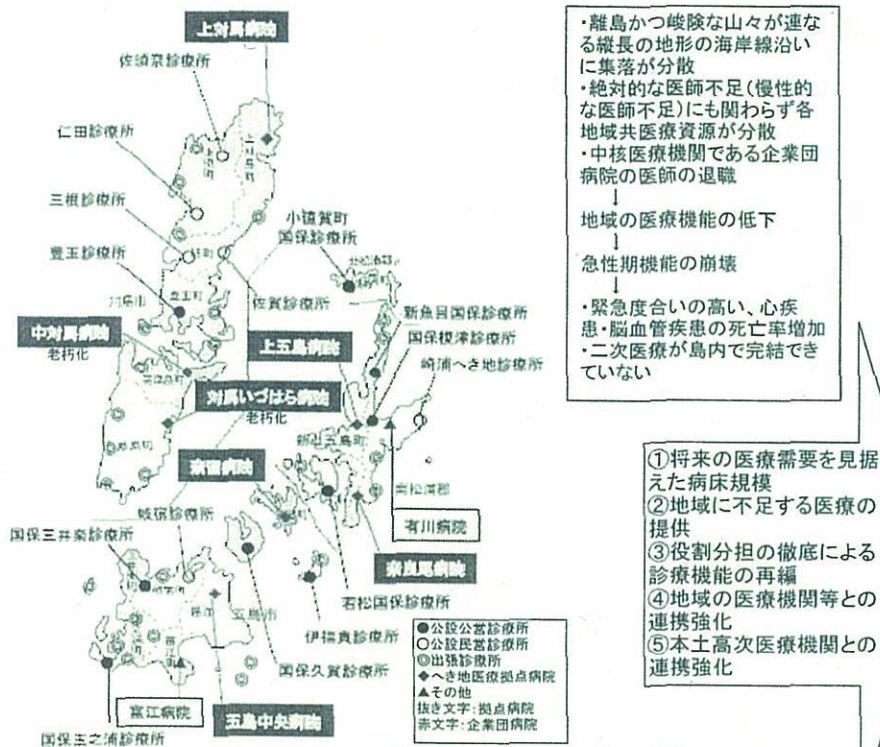 上対馬病院
佐須奈診療所
仁田診療所
三根診療所
豊玉診療所
中対馬病院
老朽化
小値賀町
国保診療所
佐賀診療所
新魚目国保診療所
国保榎津診療所
上五島病院
崎浦へき地診療所
対馬いづはら病院
老朽化
新上五島町
南松浦郡
有川病院
奈留病院
岐宿診療所
国保三井楽診療所
奈良尾病院
若松国保診療所
五島市
伊福貴診療所
国保久賀診療所
富江病院
五島中央病院
国保玉之浦診療所
●公設公営診療所
○公設民営診療所
◎出張診療所
◆へき地医療拠点病院
▲その他
抜き文字:拠点病院
赤文字:企業団病院
・離島かつ峻険な山々が連な
る縦長の地形の海岸線沿い
に集落が分散
・絶対的な医師不足(慢性的
な医師不足)にも関わらず各
地域共医療資源が分散
・中核医療機関である企業団
病院の医師の退職
↓
地域の医療機能の低下
↓
急性期機能の崩壊
↓
・緊急度合いの高い、心疾
患・脳血管疾患の死亡率増加
・二次医療が島内で完結でき
ていない
①将来の医療需要を見据
えた病床規模
②地域に不足する医療の
提供
③役割分担の徹底による
診療機能の再編
④地域の医療機関等との
連携強化
⑤本土高次医療機関との
連携強化